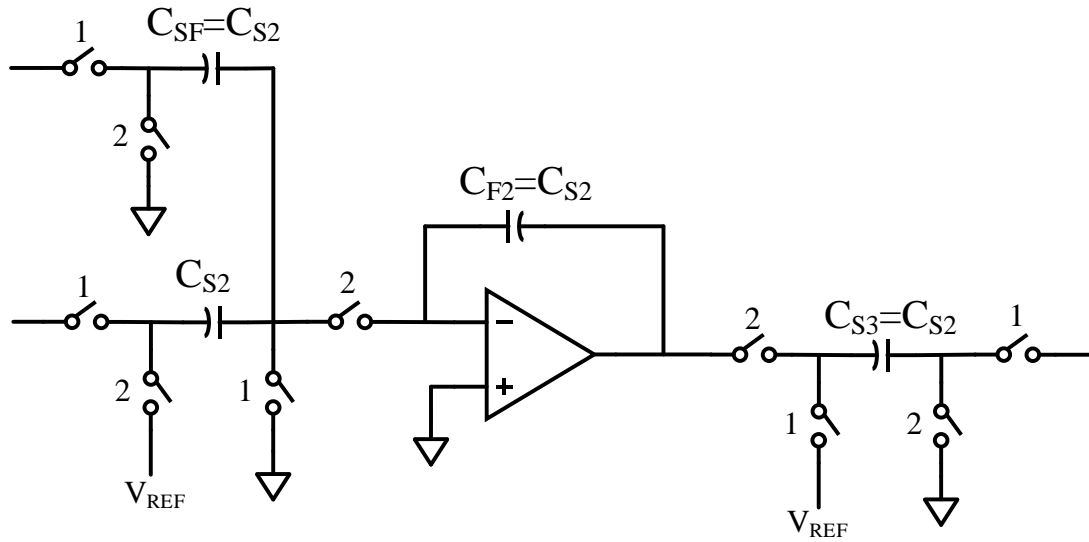 C_SF=C_S2
1
2
C_F2=C_S2
1
C_S2
2
2
C_S3=C_S2
1
2
1
−
+
1
2
V_REF
V_REF